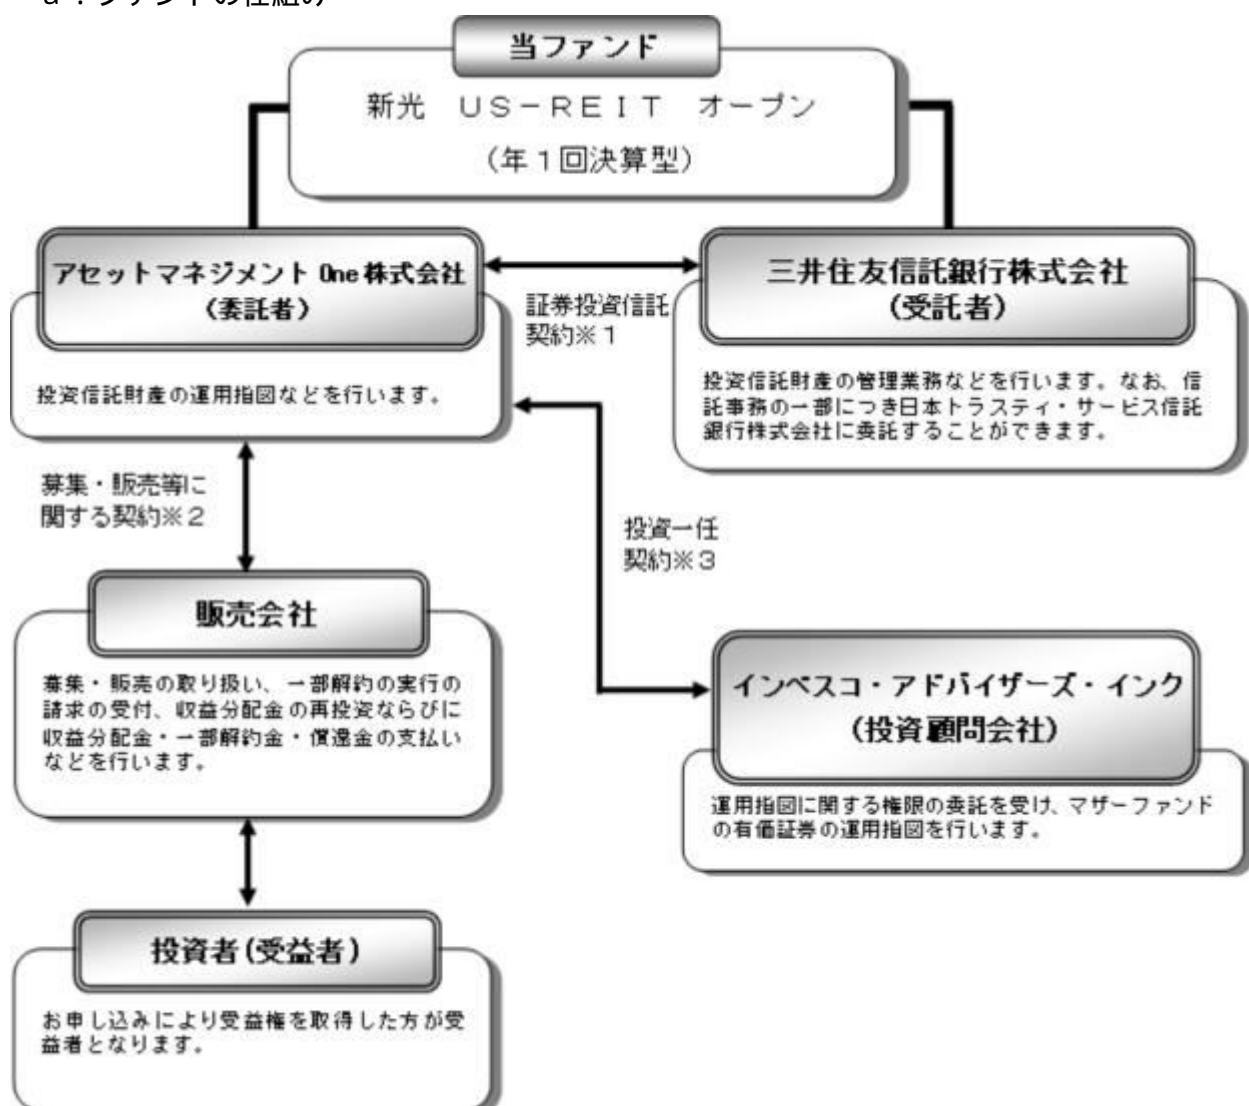 a．ファンドの仕組み
当ファンド
新光　ＵＳ－ＲＥＩＴ　オープン
（年１回決算型）
アセットマネジメント One 株式会社
（委託者）
投資信託財産の運用指図などを行います。
証券投資信託
契約※１
三井住友信託銀行株式会社
（受託者）
投資信託財産の管理業務などを行います。なお、信
託事務の一部につき日本トラスティ・サービス信託
銀行株式会社に委託することができます。
募集・販売等に
関する契約※２
投資一任
契約※３
販売会社
募集・販売の取り扱い、一部解約の実行の
請求の受付、収益分配金の再投資ならびに
収益分配金・一部解約金・償還金の支払い
などを行います。
インベスコ・アドバイザーズ・インク
（投資顧問会社）
運用指図に関する権限の委託を受け、マザーファンド
の有価証券の運用指図を行います。
投資者（受益者）
お申し込みにより受益権を取得した方が受
益者となります。